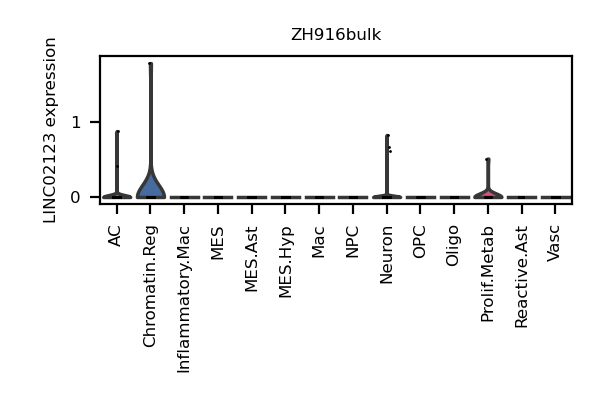 ZH916bulk
LINC02123 expression
1
0
AC
Chromatin.Reg
Inflammatory.Mac
MES
MES.Ast
MES.Hyp
Mac
NPC
Neuron
OPC
Oligo
Prolif.Metab
Reactive.Ast
Vasc